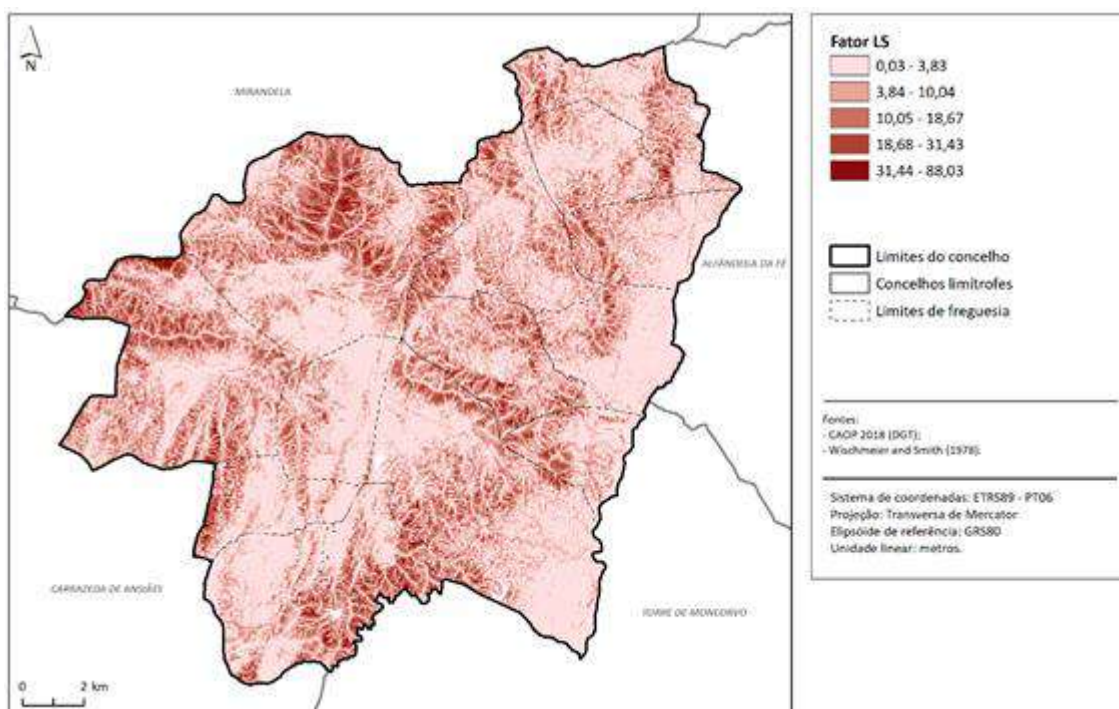 N
MIRANDELA
ALFÂNDEGA DA FÉ
CARRAZEDA DE ANSIÃES
TORRE DE MONCORVO
0 2 km
Fator LS
0,03 - 3,83
3,84 - 10,04
10,05 - 18,67
18,68 - 31,43
31,44 - 88,03
Limites do concelho
Concelhos limítrofes
Limites de freguesia
Fontes:
- CAOP 2018 (DGT);
- Wischmeier and Smith (1978).
Sistema de coordenadas: ETRS89 - PT06
Projeção: Transversa de Mercator
Elipsóide de referência: GRS80
Unidade linear: metros.